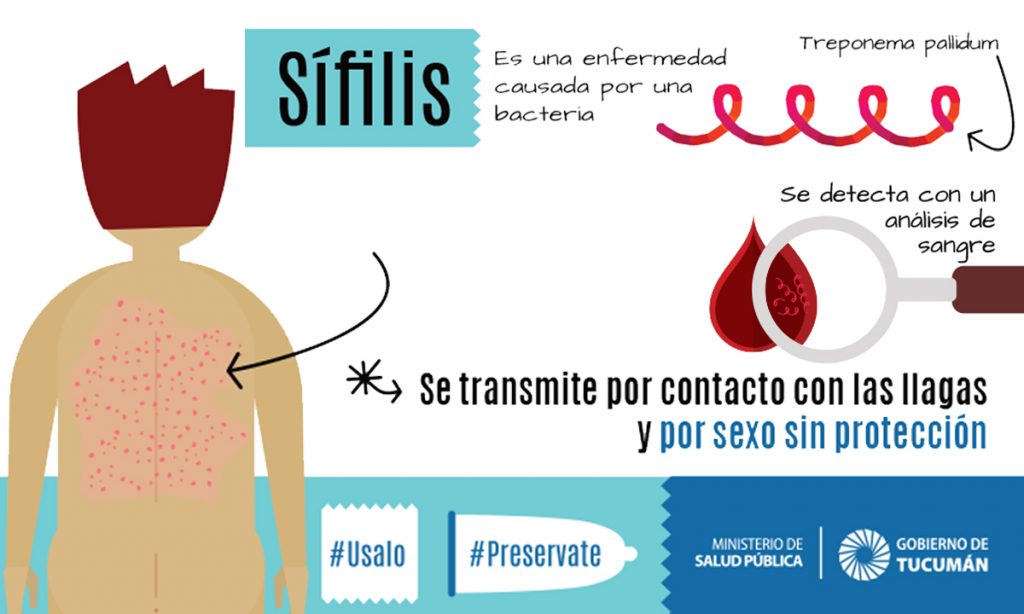 Sífilis
Es una enfermedad
causada por una
bacteria
Treponema pallidum
Se detecta con un
análisis de
sangre
Se transmite por contacto con las llagas
y por sexo sin protección
#Usalo
#Preservate
MINISTERIO DE
SALUD PÚBLICA
GOBIERNO DE
TUCUMÁN